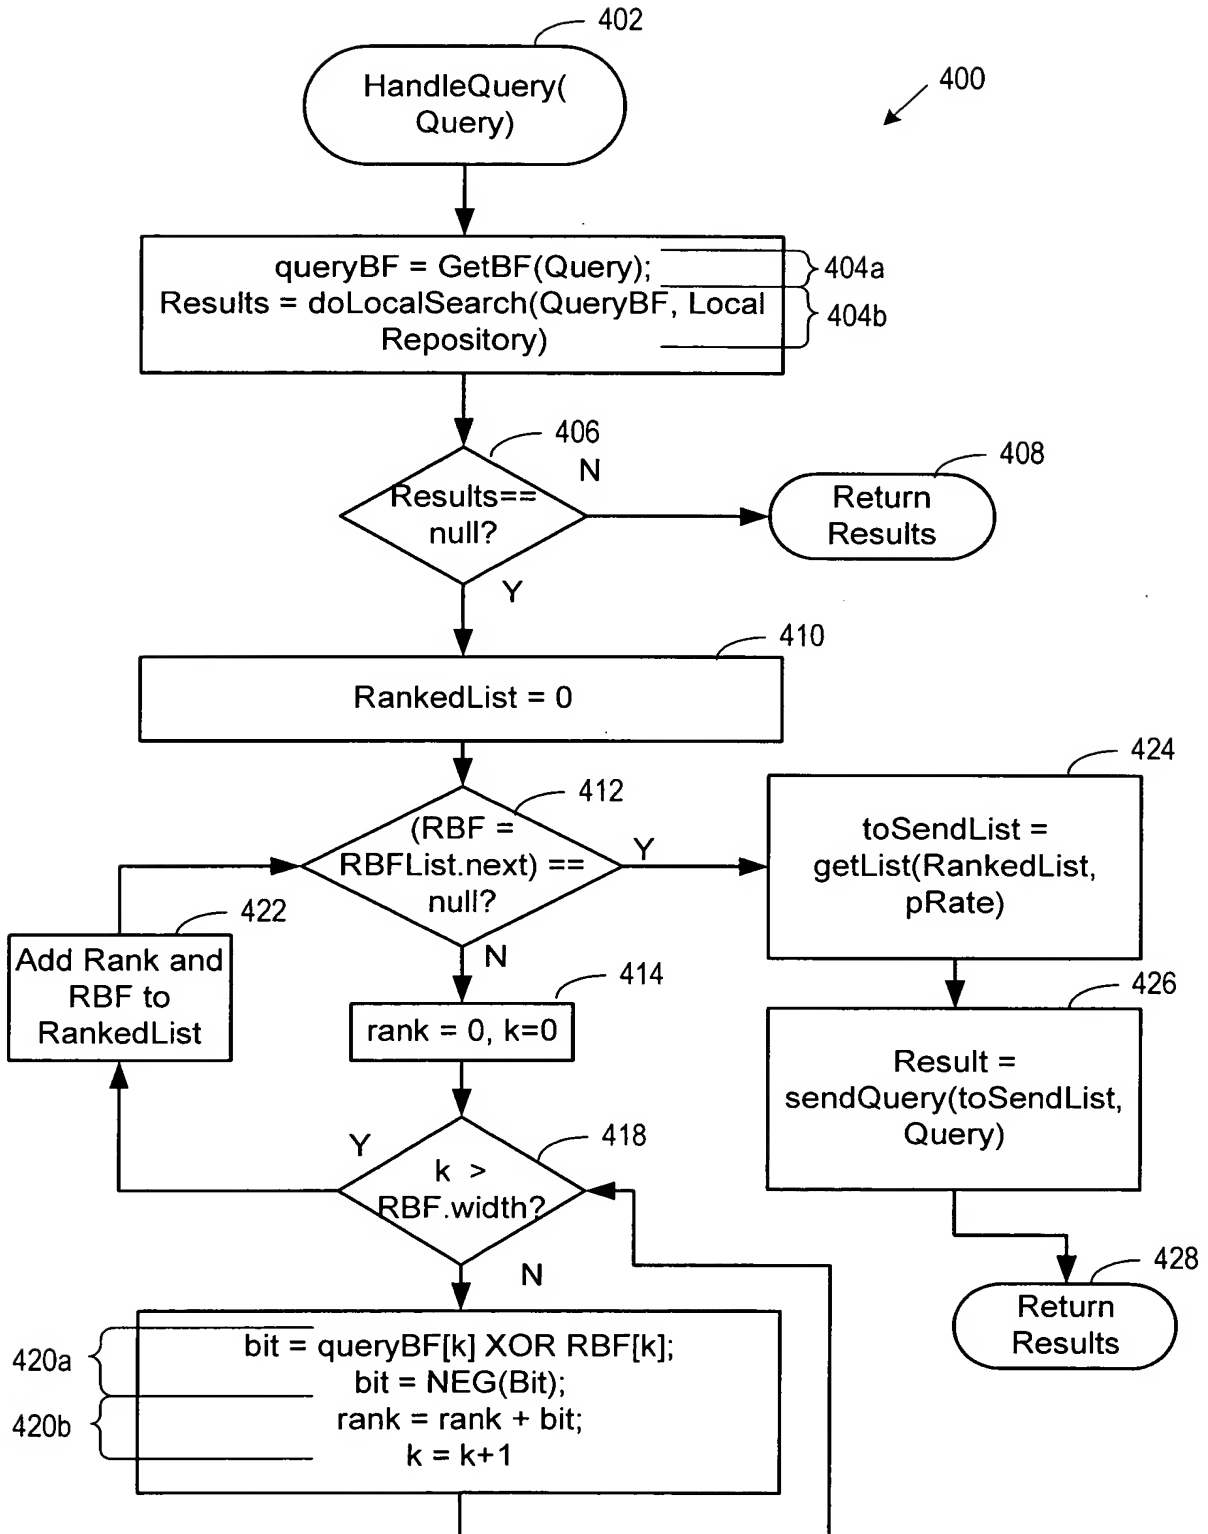 402
HandleQuery(
Query)
400
queryBF = GetBF(Query);
404a
Results = doLocalSearch(QueryBF, Local
Repository)
404b
406
Results==
null?
N
Y
408
Return
Results
410
RankedList = 0
412
(RBF =
RBFList.next) ==
null?
Y
N
424
toSendList =
getList(RankedList,
pRate)
422
Add Rank and
RBF to
RankedList
414
rank = 0, k=0
426
Result =
sendQuery(toSendList,
Query)
418
k >
RBF.width?
Y
N
428
Return
Results
420a
bit = queryBF[k] XOR RBF[k];
bit = NEG(Bit);
420b
rank = rank + bit;
k = k+1